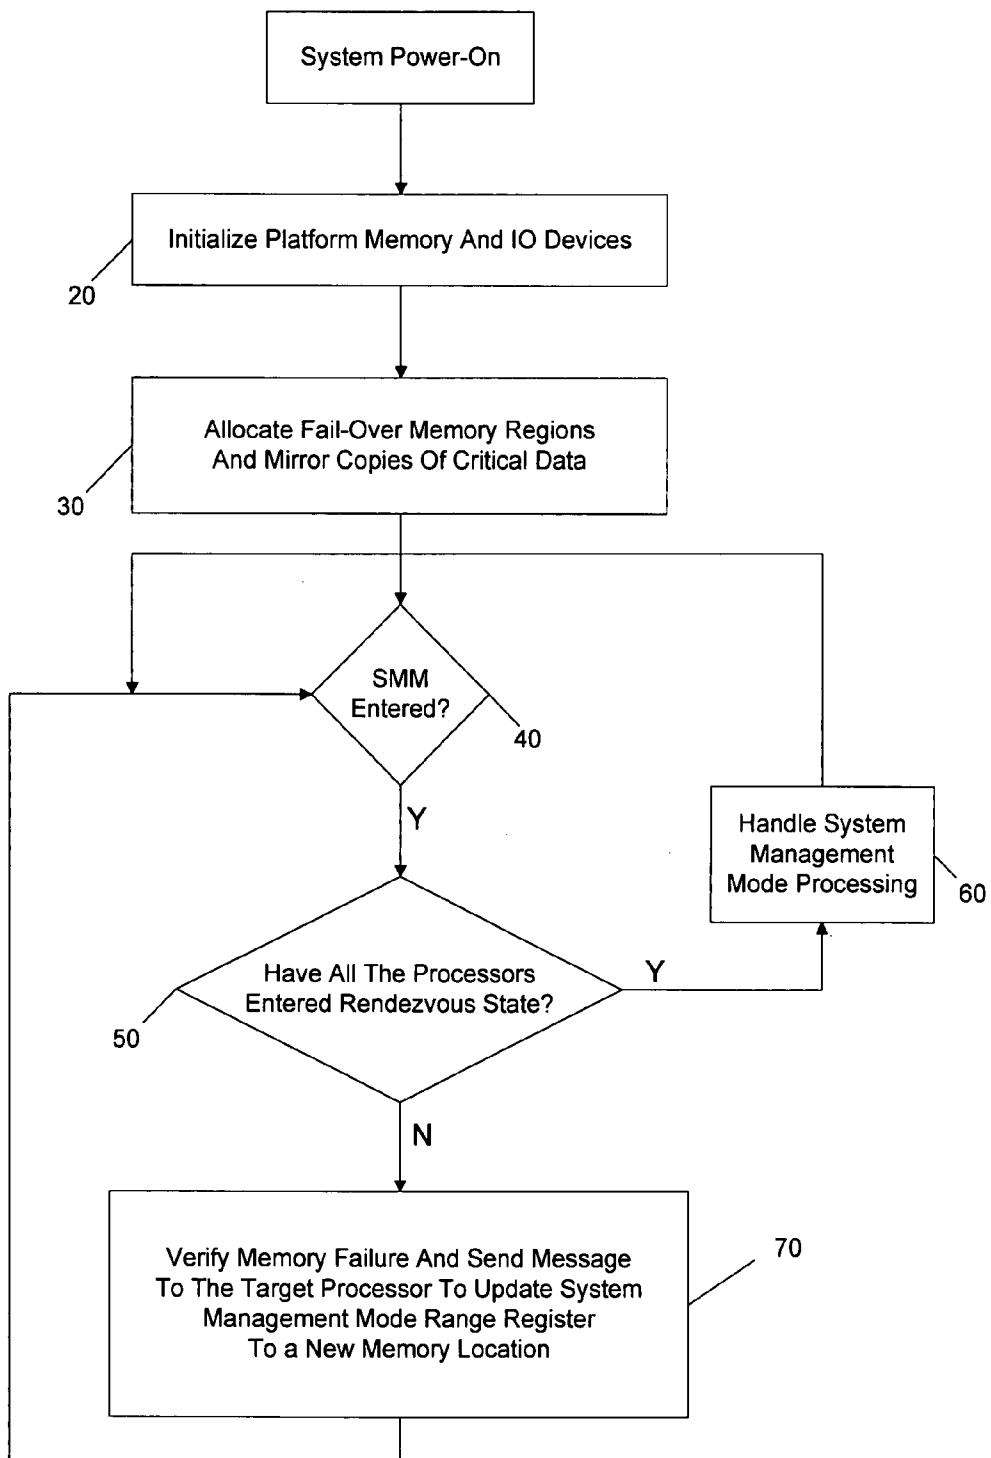 System Power-On
Initialize Platform Memory And IO Devices
20
Allocate Fail-Over Memory Regions
And Mirror Copies Of Critical Data
30
SMM
Entered?
40
Y
Handle System
Management
Mode Processing
60
Have All The Processors
Entered Rendezvous State?
Y
50
N
Verify Memory Failure And Send Message
To The Target Processor To Update System
Management Mode Range Register
To a New Memory Location
70